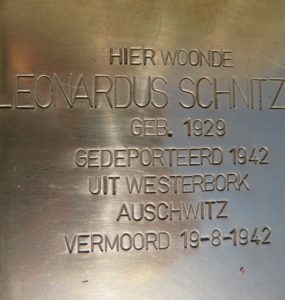 HIER WOONDE
LEONARDUS SCHNITZ
GEB. 1929
GEDEPORTEERD 1942
UIT WESTERBORK
AUSCHWITZ
VERMOORD 19-8-1942